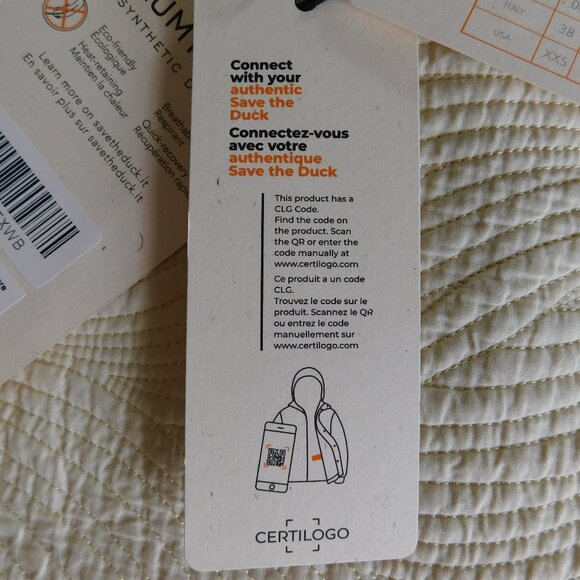 Connect
with your
authentic
Save the
Duck
Connectez-vous
avec votre
authentique
Save the Duck
This product has a
CLG Code.
Find the code on
the product. Scan
the QR or enter the
code manually at
www.certilogo.com
Ce produit a un code
CLG.
Trouvez le code sur le
produit. Scannez le QR
ou entrez le code
manuellement sur
www.certilogo.com
CERTILOGO
SYNTHETIC
Eco-friendly
Écologique
Heat-retaining
Maintien la chaleur
Learn more on savetheduck.it
En savoir plus sur savetheduck.it
Quick-recovery
ITALY
38
USA
XXS